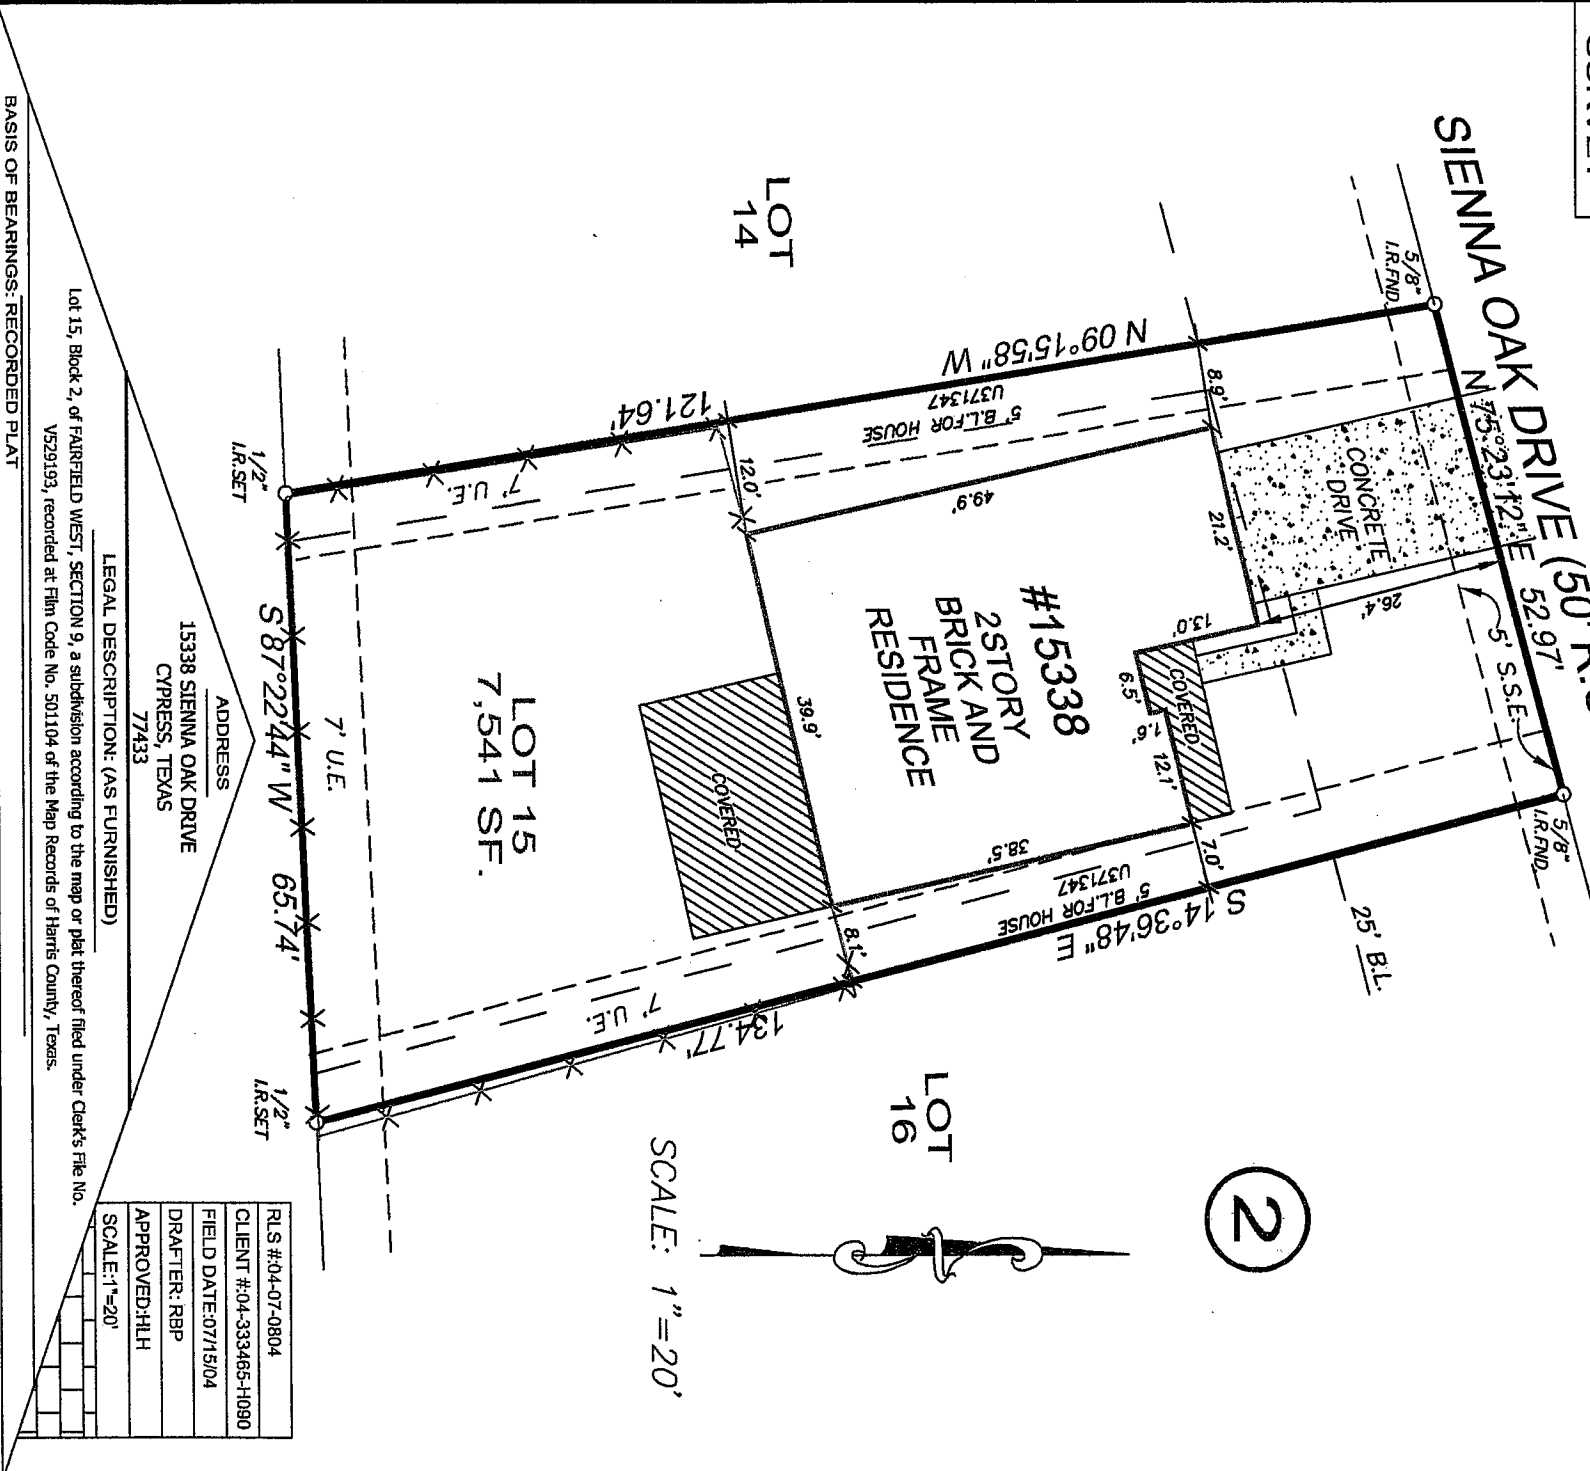 SIENNA OAK DRIVE (50'
N 75°23'12" E 52.97'
5/8"
I.R.FND.
5/8"
I.R.FND.
5' S.S.E.
25' B.L.
CONCRETE
DRIVE
26.4'
8.9'
21.2'
13.0'
COVERED
6.5'
1.6'
12.1'
7.0'
N 09°15'58" W
121.64'
5' B.L.FOR HOUSE
U371347
S 14°36'48" E
134.77'
5' B.L.FOR HOUSE
U371347
49.9'
38.5'
#15338
2STORY
BRICK AND
FRAME
RESIDENCE
12.0'
39.9'
8.1'
COVERED
LOT
14
LOT
16
LOT 15
7,541 SF.
7' U.E.
7' U.E.
7' U.E.
1/2"
I.R.SET
S 87°22'44" W 65.74'
1/2"
I.R.SET
2
SCALE: 1"=20'
ADDRESS
15338 SIENNA OAK DRIVE
CYPRESS, TEXAS
77433
LEGAL DESCRIPTION: (AS FURNISHED)
Lot 15, Block 2, of FAIRFIELD WEST, SECTION 9, a subdivision according to the map or plat thereof filed under Clerk's File No.
V529193, recorded at Film Code No. 501104 of the Map Records of Harris County, Texas.
BASIS OF BEARINGS: RECORDED PLAT
RLS #:04-07-0804
CLIENT #:04-333465-H090
FIELD DATE:07/15/04
DRAFTER: RBP
APPROVED:HLH
SCALE:1"=20'